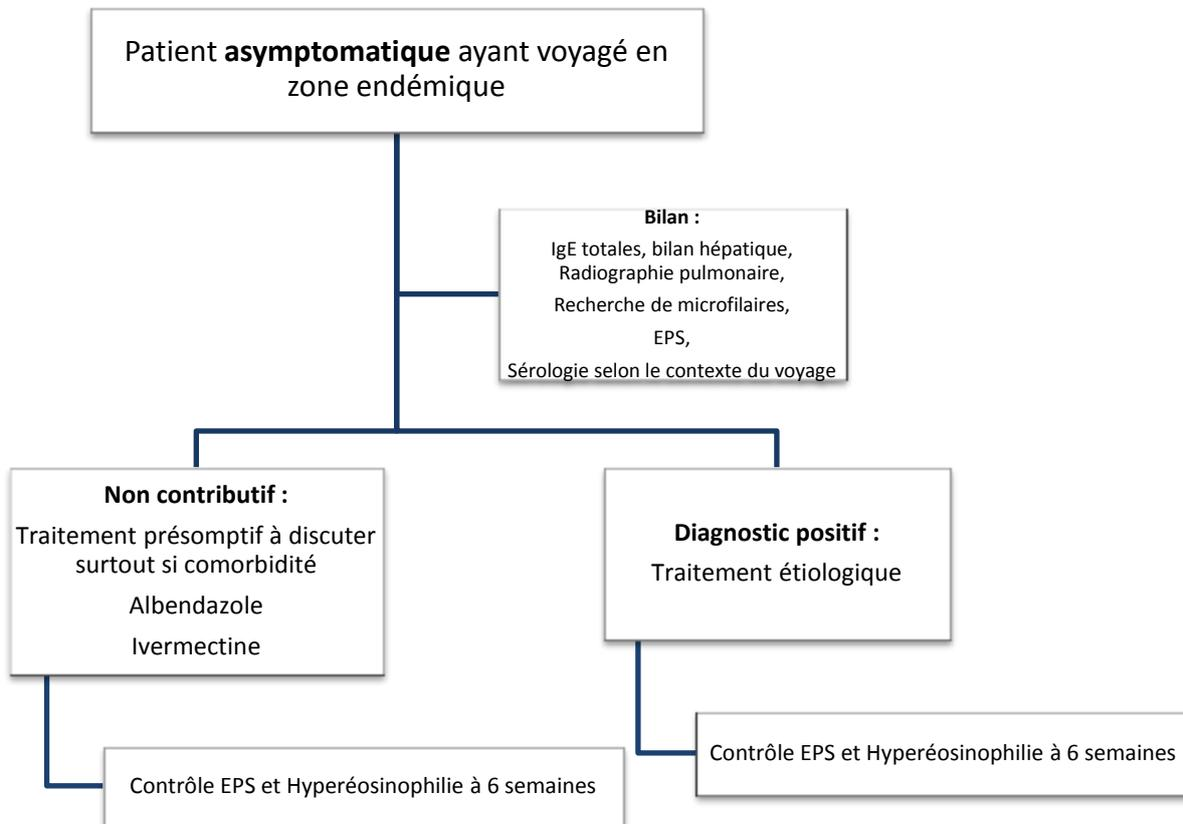 Patient asymptomatique ayant voyagé en
zone endémique
Bilan :
IgE totales, bilan hépatique,
Radiographie pulmonaire,
Recherche de microfilaires,
EPS,
Sérologie selon le contexte du voyage
Non contributif :
Traitement présomptif à discuter
surtout si comorbidité
Albendazole
Ivermectine
Diagnostic positif :
Traitement étiologique
Contrôle EPS et Hyperéosinophilie à 6 semaines
Contrôle EPS et Hyperéosinophilie à 6 semaines